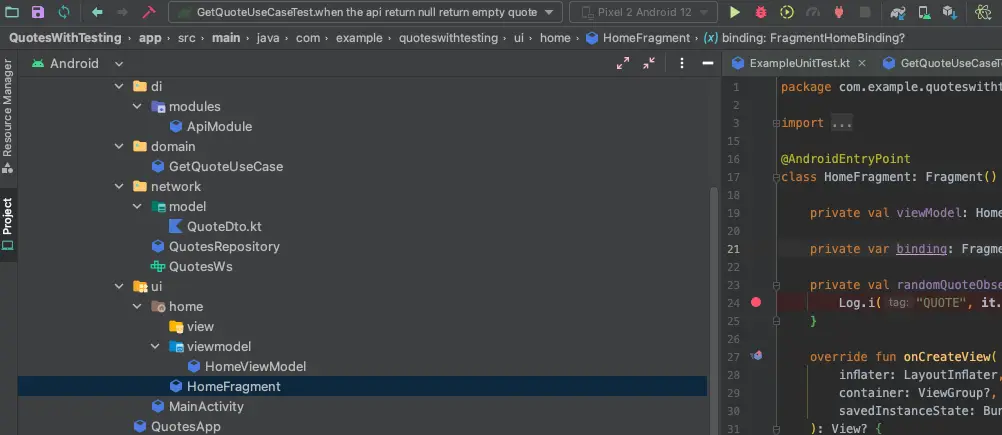 GetQuoteUseCaseTest.when the api return null return empty quote
Pixel 2 Android 12
QuotesWithTesting › app › src › main › java › com › example › quoteswithtesting › ui › home › HomeFragment › (x) binding: FragmentHomeBinding?
Resource Manager
Project
Android
di
modules
ApiModule
domain
GetQuoteUseCase
network
model
QuoteDto.kt
QuotesRepository
QuotesWs
ui
home
view
viewmodel
HomeViewModel
HomeFragment
MainActivity
QuotesApp
ExampleUnitTest.kt
GetQuoteUseCaseTe
1 package com.example.quoteswitht
2
3 import ...
15
16 @AndroidEntryPoint
17 class HomeFragment: Fragment()
18
19 private val viewModel: Home
20
21 private var binding: Fragme
22
23 private val randomQuoteObse
24 Log.i( tag: "QUOTE", it.
25 }
26
27 override fun onCreateView(
28 inflater: LayoutInflater,
29 container: ViewGroup?,
30 savedInstanceState: Bun
31 ): View? {